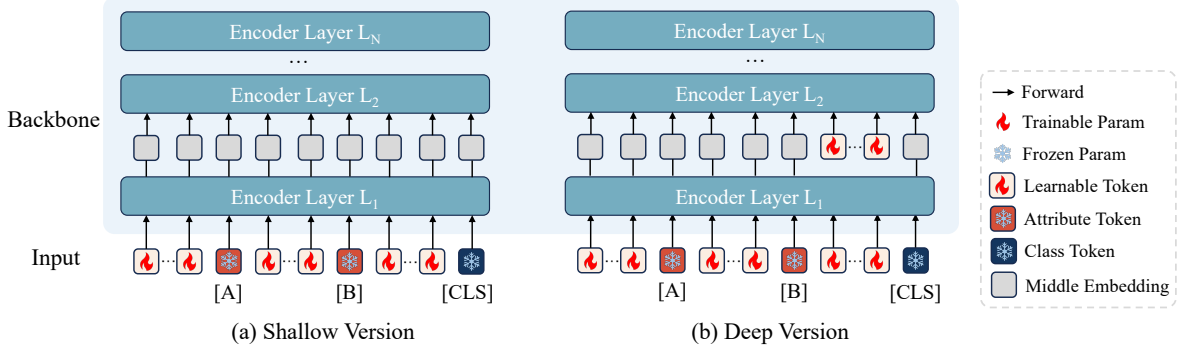 Encoder Layer L_N
...
Encoder Layer L_2
Encoder Layer L_1
Backbone
Input
... ... ...
[A] [B] [CLS]
(a) Shallow Version
Encoder Layer L_N
...
Encoder Layer L_2
...
Encoder Layer L_1
... ... ...
[A] [B] [CLS]
(b) Deep Version
Forward
Trainable Param
Frozen Param
Learnable Token
Attribute Token
Class Token
Middle Embedding